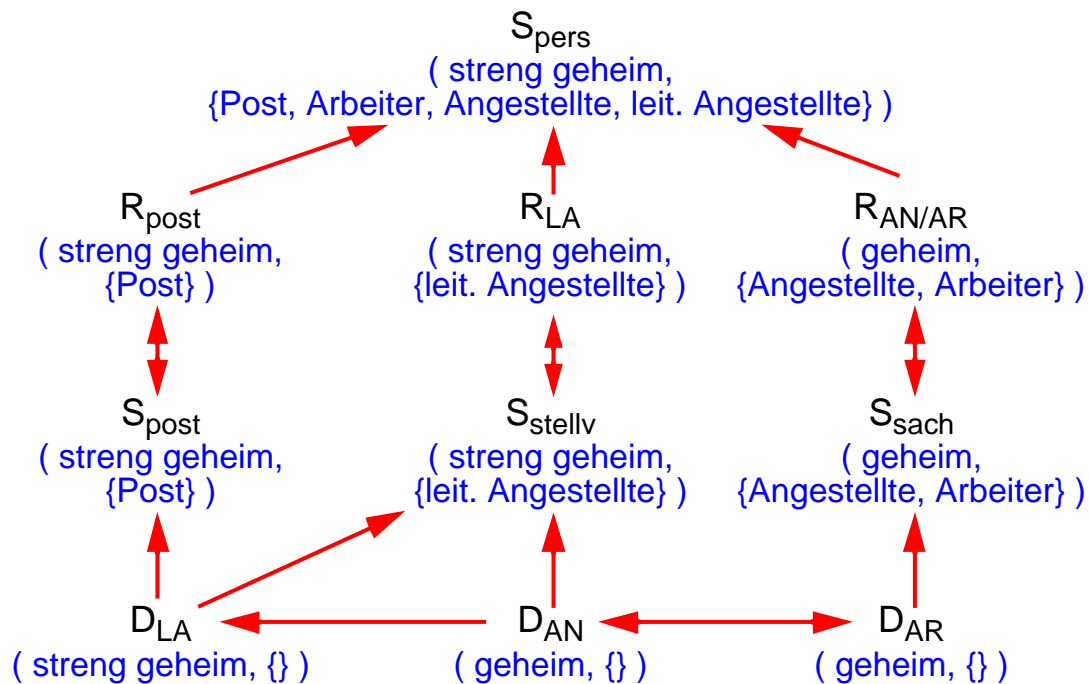 S_pers
( streng geheim,
{Post, Arbeiter, Angestellte, leit. Angestellte} )
R_post
( streng geheim,
{Post} )
R_LA
( streng geheim,
{leit. Angestellte} )
R_AN/AR
( geheim,
{Angestellte, Arbeiter} )
S_post
( streng geheim,
{Post} )
S_stellv
( streng geheim,
{leit. Angestellte} )
S_sach
( geheim,
{Angestellte, Arbeiter} )
D_LA
( streng geheim, {} )
D_AN
( geheim, {} )
D_AR
( geheim, {} )